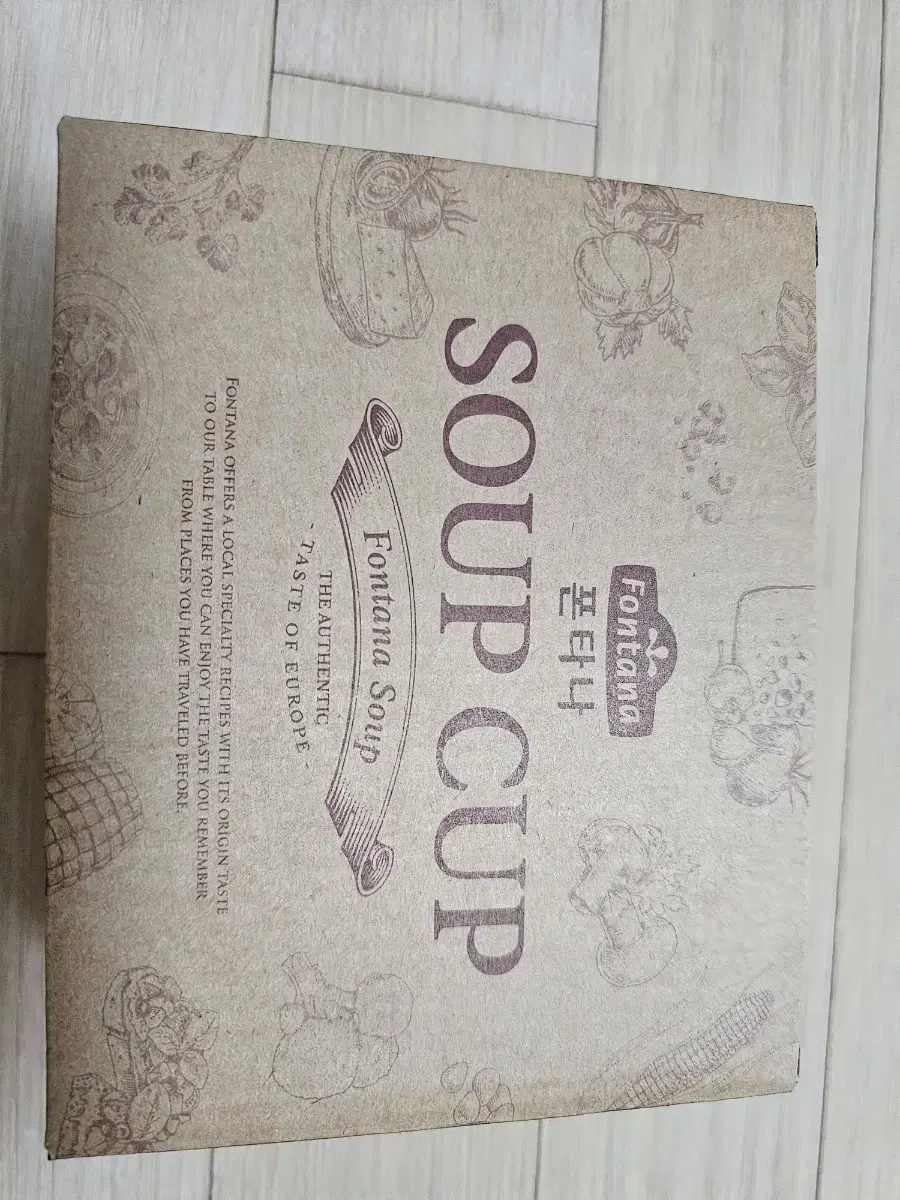 Fontana
폰타나
SOUP CUP
Fontana Soup
THE AUTHENTIC
- TASTE OF EUROPE -
FONTANA OFFERS A LOCAL SPECIALTY RECIPES WITH ITS ORIGIN TASTE
TO OUR TABLE WHERE YOU CAN ENJOY THE TASTE YOU REMEMBER
FROM PLACES YOU HAVE TRAVELED BEFORE.